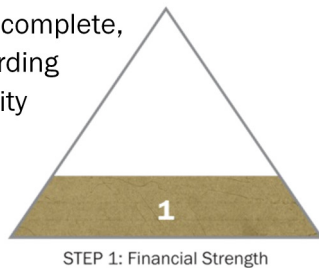 complete,
rding
ity
1
STEP 1: Financial Strength